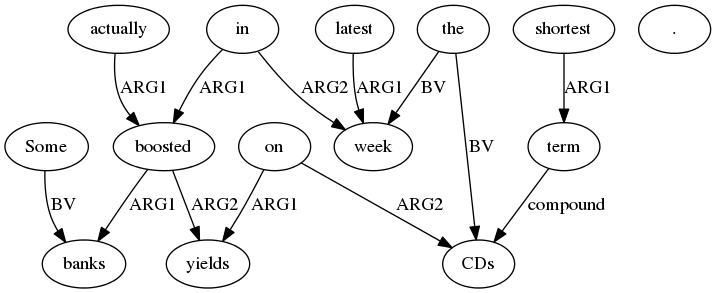 actually in latest the shortest .
ARG1 ARG1 ARG2 ARG1 BV ARG1
Some boosted on week term
BV ARG1 ARG2 ARG1 BV ARG2 compound
banks yields CDs